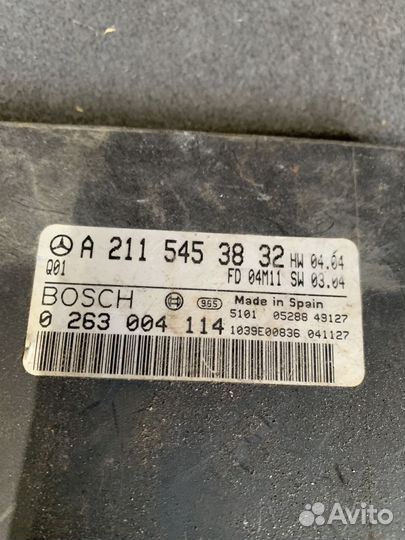 A 211 545 38 32 HW 04.04
Q01 FD 04M11 SW 03.04
BOSCH 965 Made in Spain
5101 05288 49127
0 263 004 114 1039E00836 041127
Avito